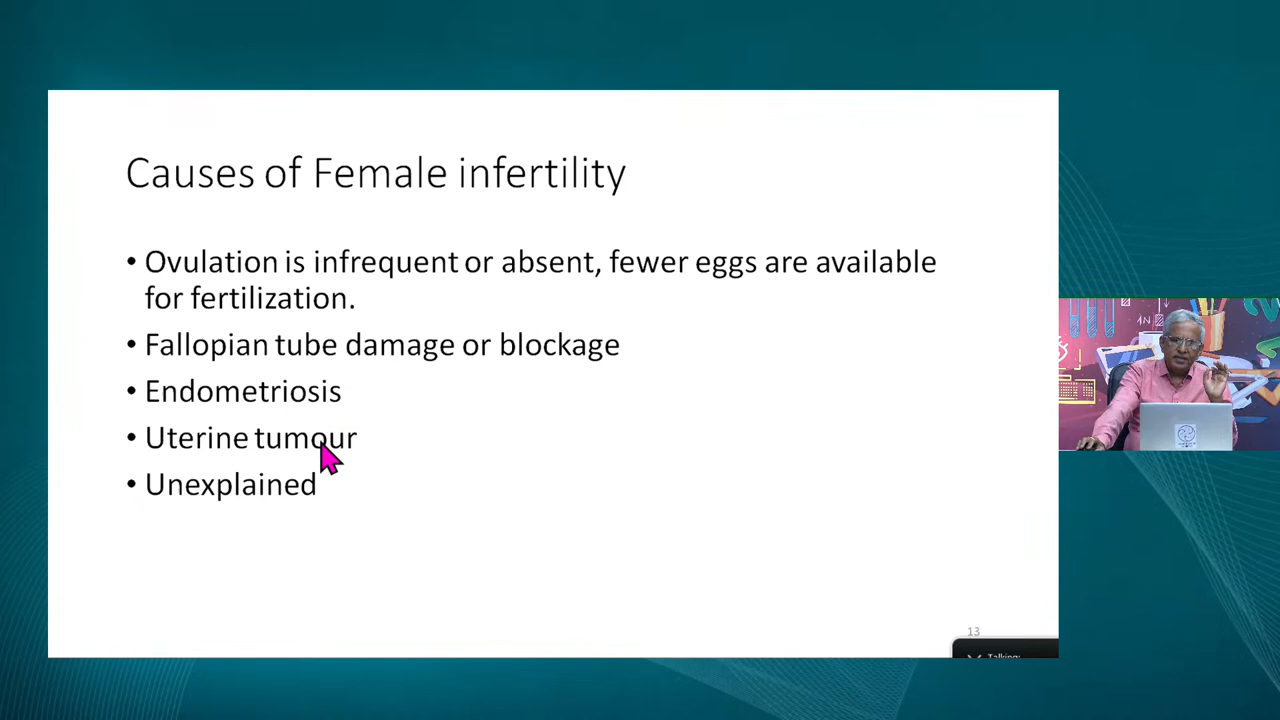 Causes of Female infertility
• Ovulation is infrequent or absent, fewer eggs are available
for fertilization.
• Fallopian tube damage or blockage
• Endometriosis
• Uterine tumour
• Unexplained
13
Talking: